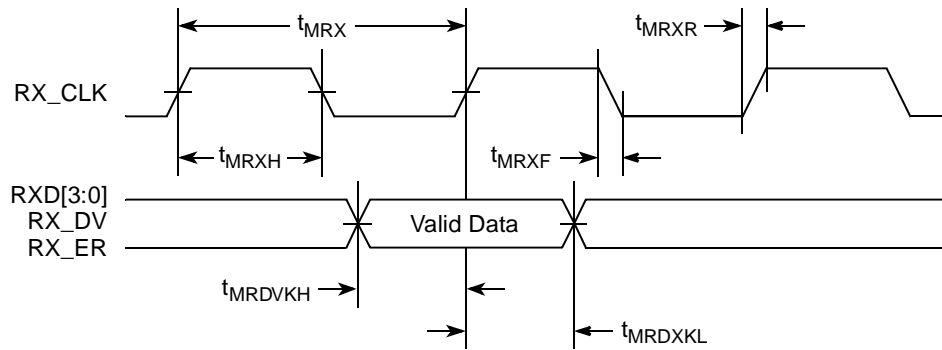 tMRX
tMRXR
RX_CLK
tMRXH
tMRXF
RXD[3:0]
RX_DV
RX_ER
Valid Data
tMRDVKH
tMRDXKL